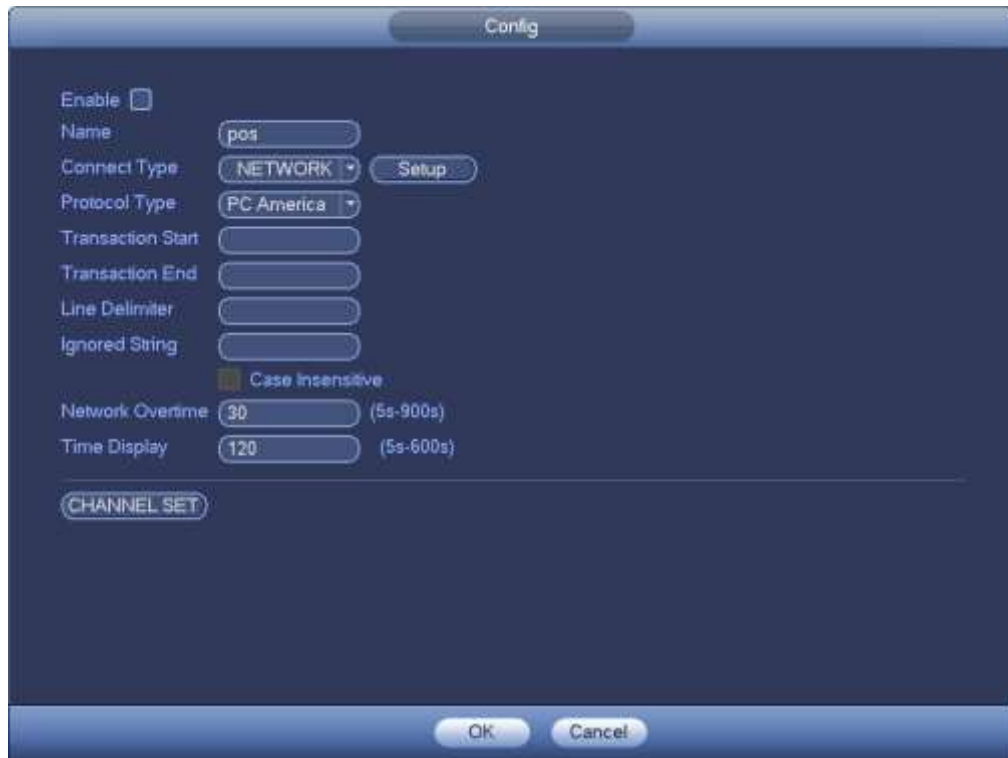 Config
Enable
Name pos
Connect Type NETWORK Setup
Protocol Type PC America
Transaction Start
Transaction End
Line Delimiter
Ignored String
Case Insensitive
Network Overtime 30 (5s-900s)
Time Display 120 (5s-600s)
CHANNEL SET
OK Cancel